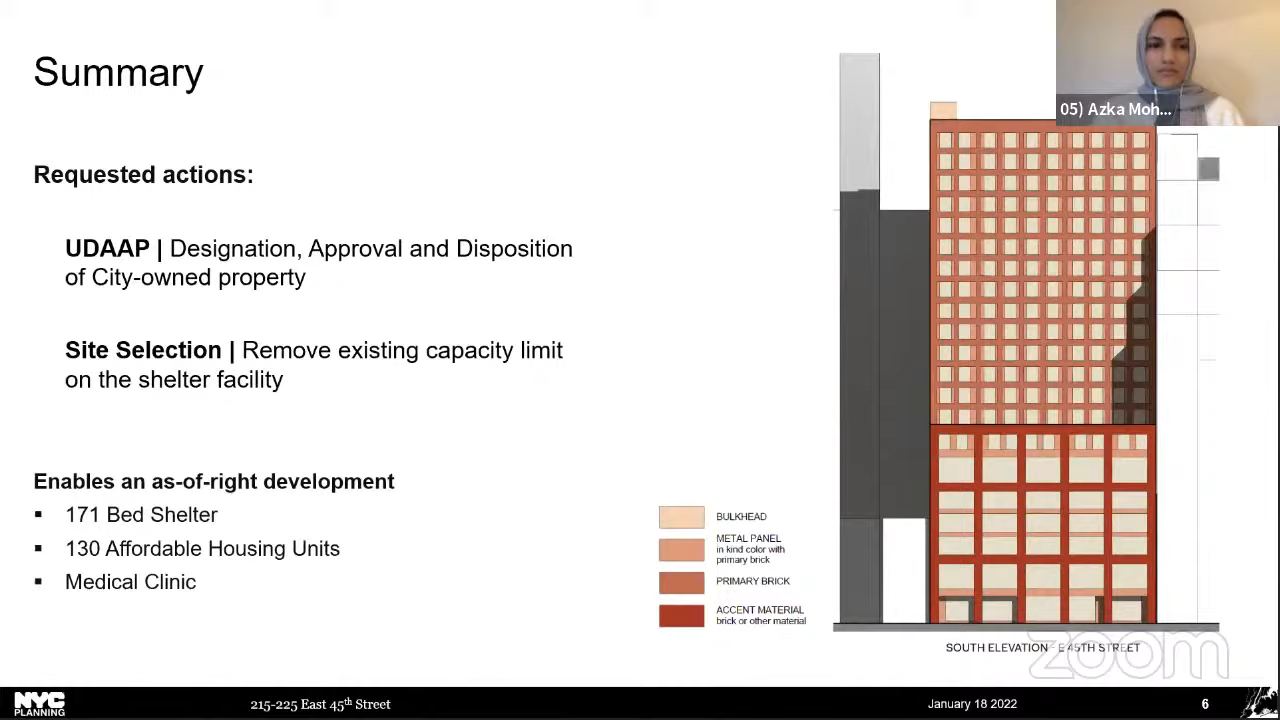 Summary
05) Azka Moh...
Requested actions:
UDAAP | Designation, Approval and Disposition
of City-owned property
Site Selection | Remove existing capacity limit
on the shelter facility
Enables an as-of-right development
▪ 171 Bed Shelter
▪ 130 Affordable Housing Units
▪ Medical Clinic
BULKHEAD
METAL PANEL
in kind color with
primary brick
PRIMARY BRICK
ACCENT MATERIAL
brick or other material
SOUTH ELEVATION - E 45TH STREET
zoom
NYC
PLANNING
215-225 East 45th Street
January 18 2022
6